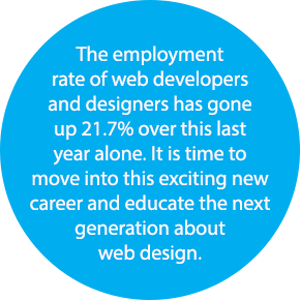 The employment
rate of web developers
and designers has gone
up 21.7% over this last
year alone. It is time to
move into this exciting new
career and educate the next
generation about
web design.